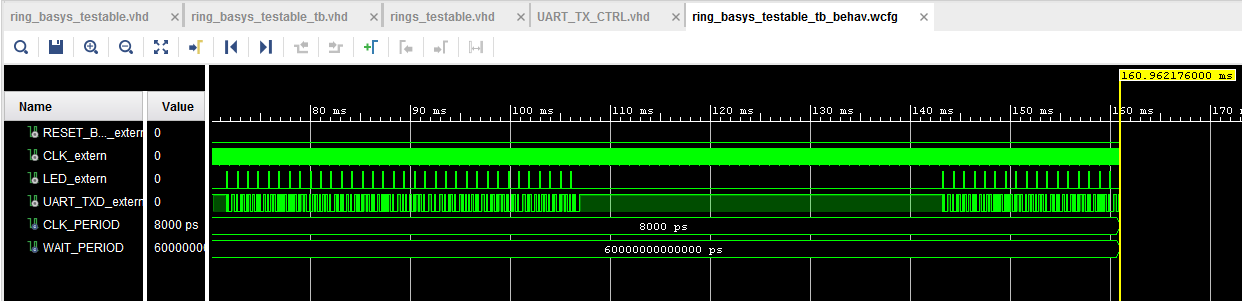 ring_basys_testable.vhd × ring_basys_testable_tb.vhd × rings_testable.vhd × UART_TX_CTRL.vhd × ring_basys_testable_tb_behav.wcfg ×
160.962176000 ms
Name Value 80 ms 90 ms 100 ms 110 ms 120 ms 130 ms 140 ms 150 ms 160 ms 170 m
RESET_B..._extern 0
CLK_extern 0
LED_extern 0
UART_TXD_extern 0
CLK_PERIOD 8000 ps 8000 ps
WAIT_PERIOD 60000000 60000000000000 ps